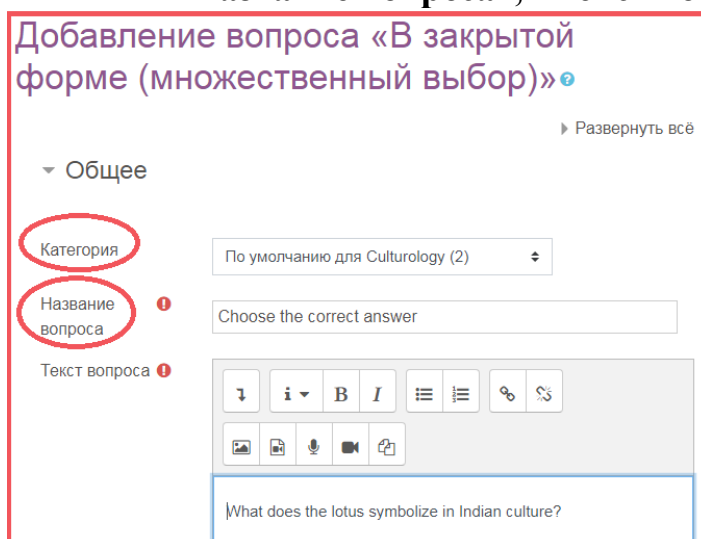 Добавление вопроса «В закрытой
форме (множественный выбор)»
Развернуть всё
Общее
Категория
По умолчанию для Culturology (2)
Название
вопроса
Choose the correct answer
Текст вопроса
B I
What does the lotus symbolize in Indian culture?